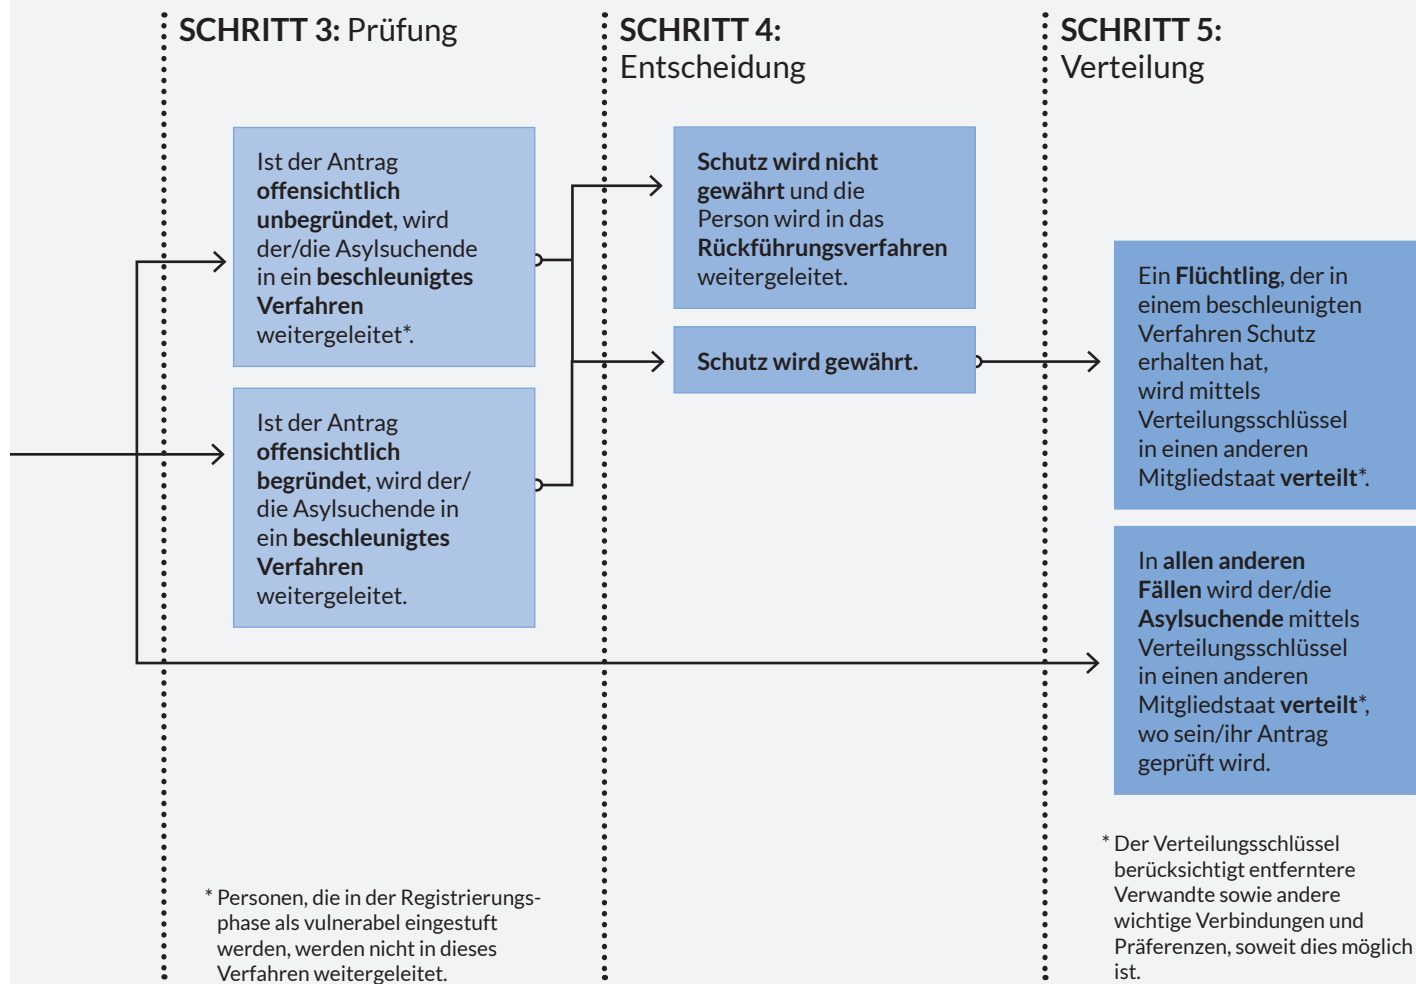 SCHRITT 3: Prüfung
Ist der Antrag
offensichtlich
unbegründet, wird
der/die Asylsuchende
in ein beschleunigtes
Verfahren
weitergeleitet*.
Ist der Antrag
offensichtlich
begründet, wird der/
die Asylsuchende in
ein beschleunigtes
Verfahren
weitergeleitet.
* Personen, die in der Registrierungs-
phase als vulnerabel eingestuft
werden, werden nicht in dieses
Verfahren weitergeleitet.
SCHRITT 4:
Entscheidung
Schutz wird nicht
gewährt und die
Person wird in das
Rückführungsverfahren
weitergeleitet.
Schutz wird gewährt.
SCHRITT 5:
Verteilung
Ein Flüchtling, der in
einem beschleunigten
Verfahren Schutz
erhalten hat,
wird mittels
Verteilungsschlüssel
in einen anderen
Mitgliedstaat verteilt*.
In allen anderen
Fällen wird der/die
Asylsuchende mittels
Verteilungsschlüssel
in einen anderen
Mitgliedstaat verteilt*,
wo sein/ihr Antrag
geprüft wird.
* Der Verteilungsschlüssel
berücksichtigt entferntere
Verwandte sowie andere
wichtige Verbindungen und
Präferenzen, soweit dies möglich
ist.